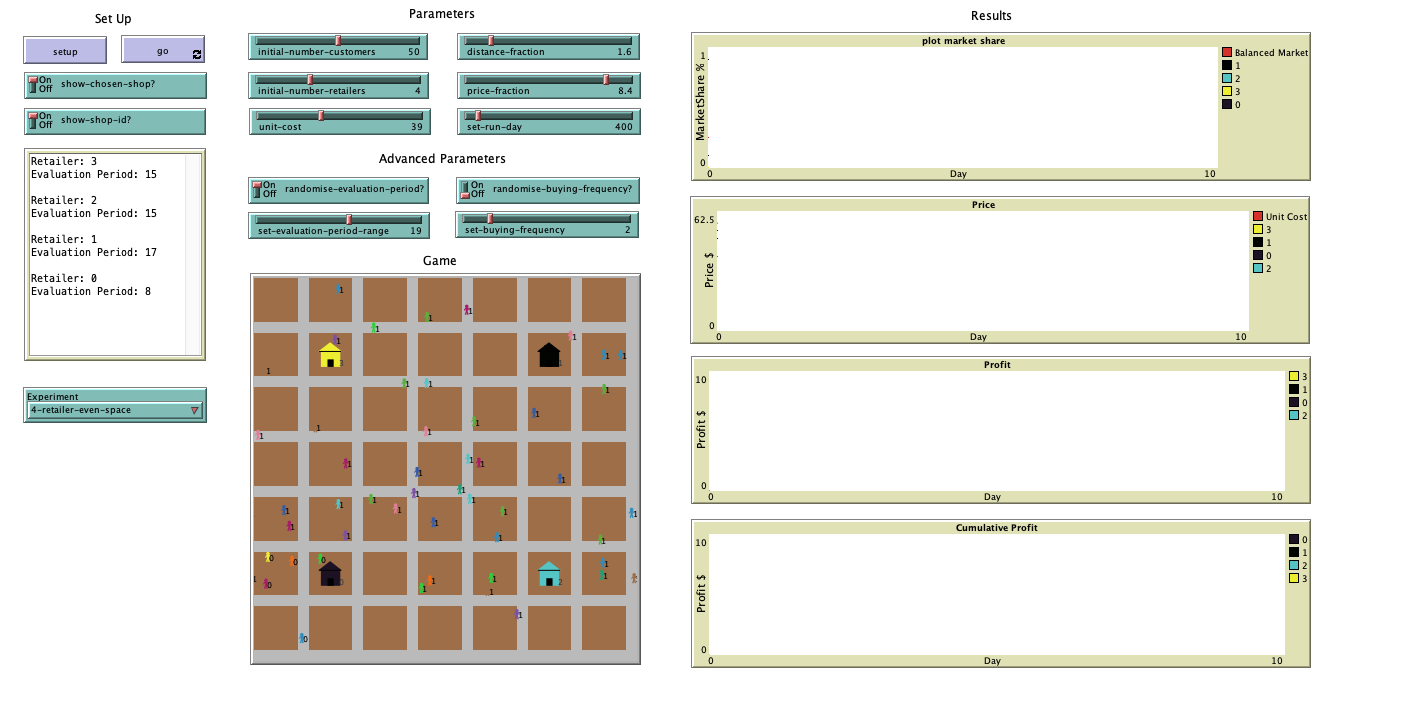 Set Up
setup
go
On
Off
show-chosen-shop?
On
Off
show-shop-id?
Retailer: 3
Evaluation Period: 15
Retailer: 2
Evaluation Period: 15
Retailer: 1
Evaluation Period: 17
Retailer: 0
Evaluation Period: 8
Experiment
4-retailer-even-space
Parameters
initial-number-customers 50
distance-fraction 1.6
initial-number-retailers 4
price-fraction 8.4
unit-cost 39
set-run-day 400
Advanced Parameters
On
Off
randomise-evaluation-period?
On
Off
randomise-buying-frequency?
set-evaluation-period-range 19
set-buying-frequency 2
Game
Results
plot market share
MarketShare %
1
0
0 Day 10
Balanced Market
1
2
3
0
Price
Price $
62.5
0
0 Day 10
Unit Cost
3
1
0
2
Profit
Profit $
10
0
0 Day 10
3
1
0
2
Cumulative Profit
Profit $
10
0
0 Day 10
0
1
2
3